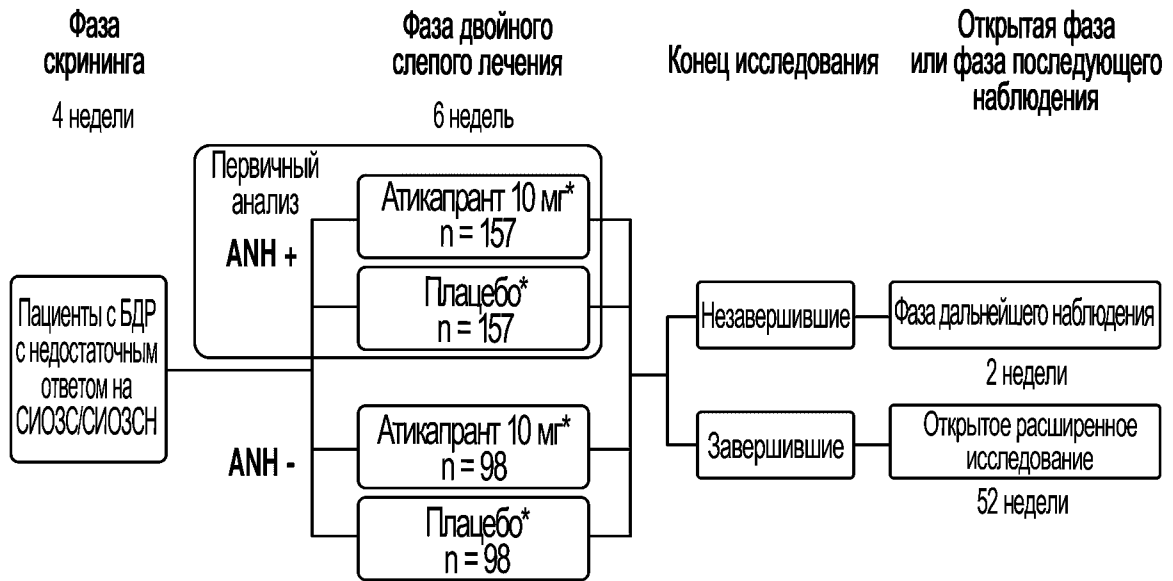 Фаза
скрининга
4 недели
Фаза двойного
слепого лечения
6 недель
Конец исследования
Открытая фаза
или фаза последующего
наблюдения
Первичный
анализ
ANH +
Атикапрант 10 мг*
n = 157
Плацебо*
n = 157
Пациенты с БДР
с недостаточным
ответом на
СИОЗС/СИОЗСН
ANH -
Атикапрант 10 мг*
n = 98
Плацебо*
n = 98
Незавершившие
Фаза дальнейшего наблюдения
2 недели
Завершившие
Открытое расширенное
исследование
52 недели